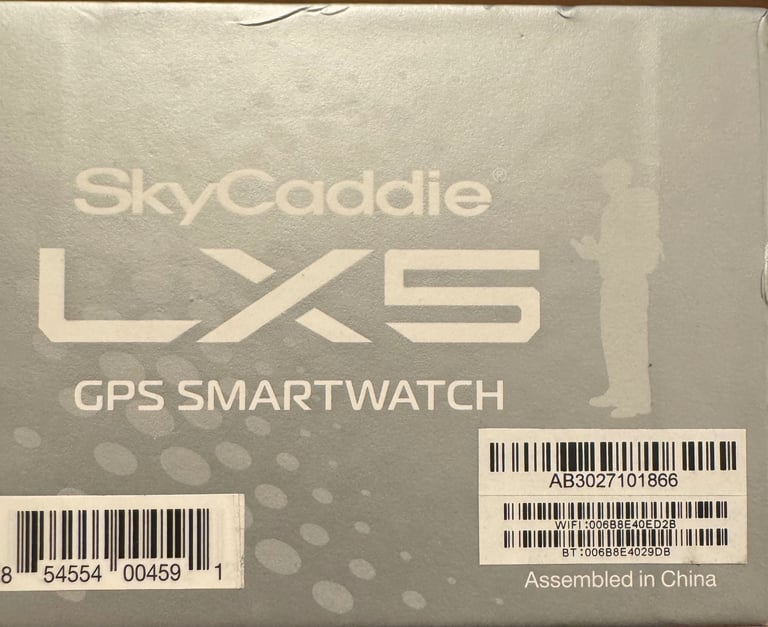 SkyCaddie®
LX5
GPS SMARTWATCH
AB3027101866
WIFI:006B8E40ED2B
BT:006B8E4029DB
8 54554 00459 1
Assembled in China